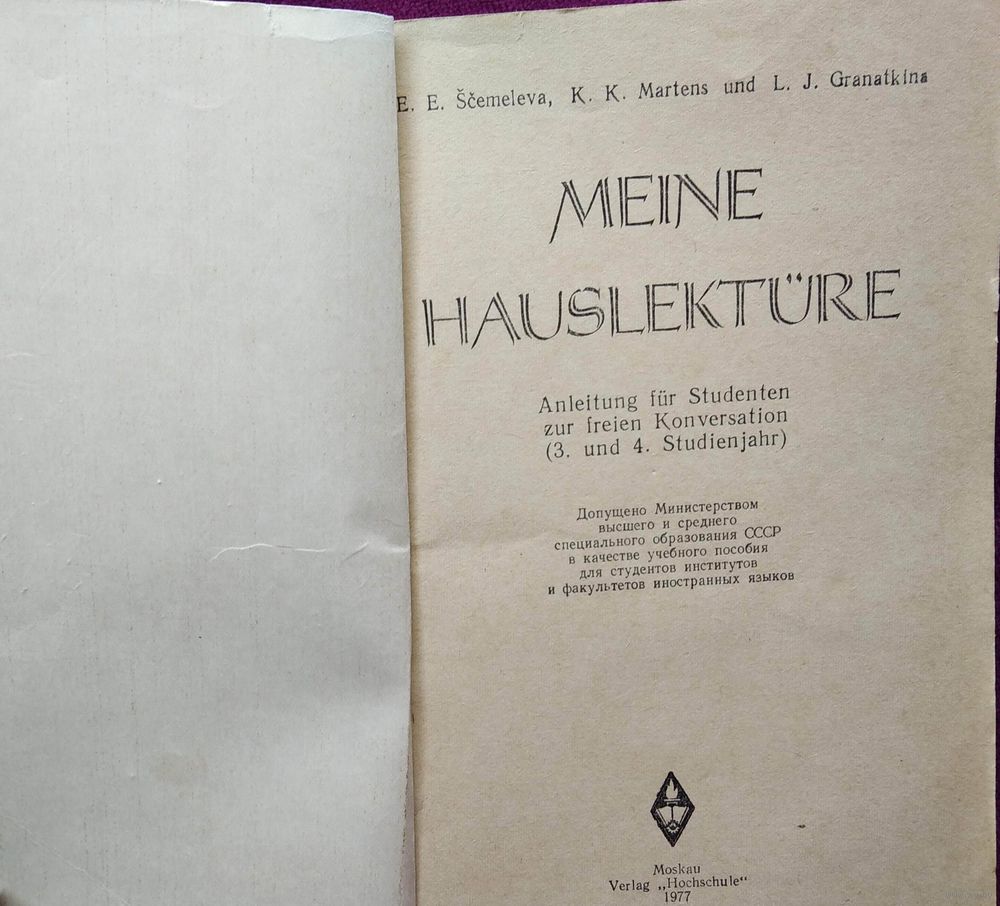 E. E. Ščemeleva, K. K. Martens und L. J. Granatkina
MEINE
HAUSLEKTÜRE
Anleitung für Studenten
zur freien Konversation
(3. und 4. Studienjahr)
Допущено Министерством
высшего и среднего
специального образования СССР
в качестве учебного пособия
для студентов институтов
и факультетов иностранных языков
Moskau
Verlag „Hochschule“
1977